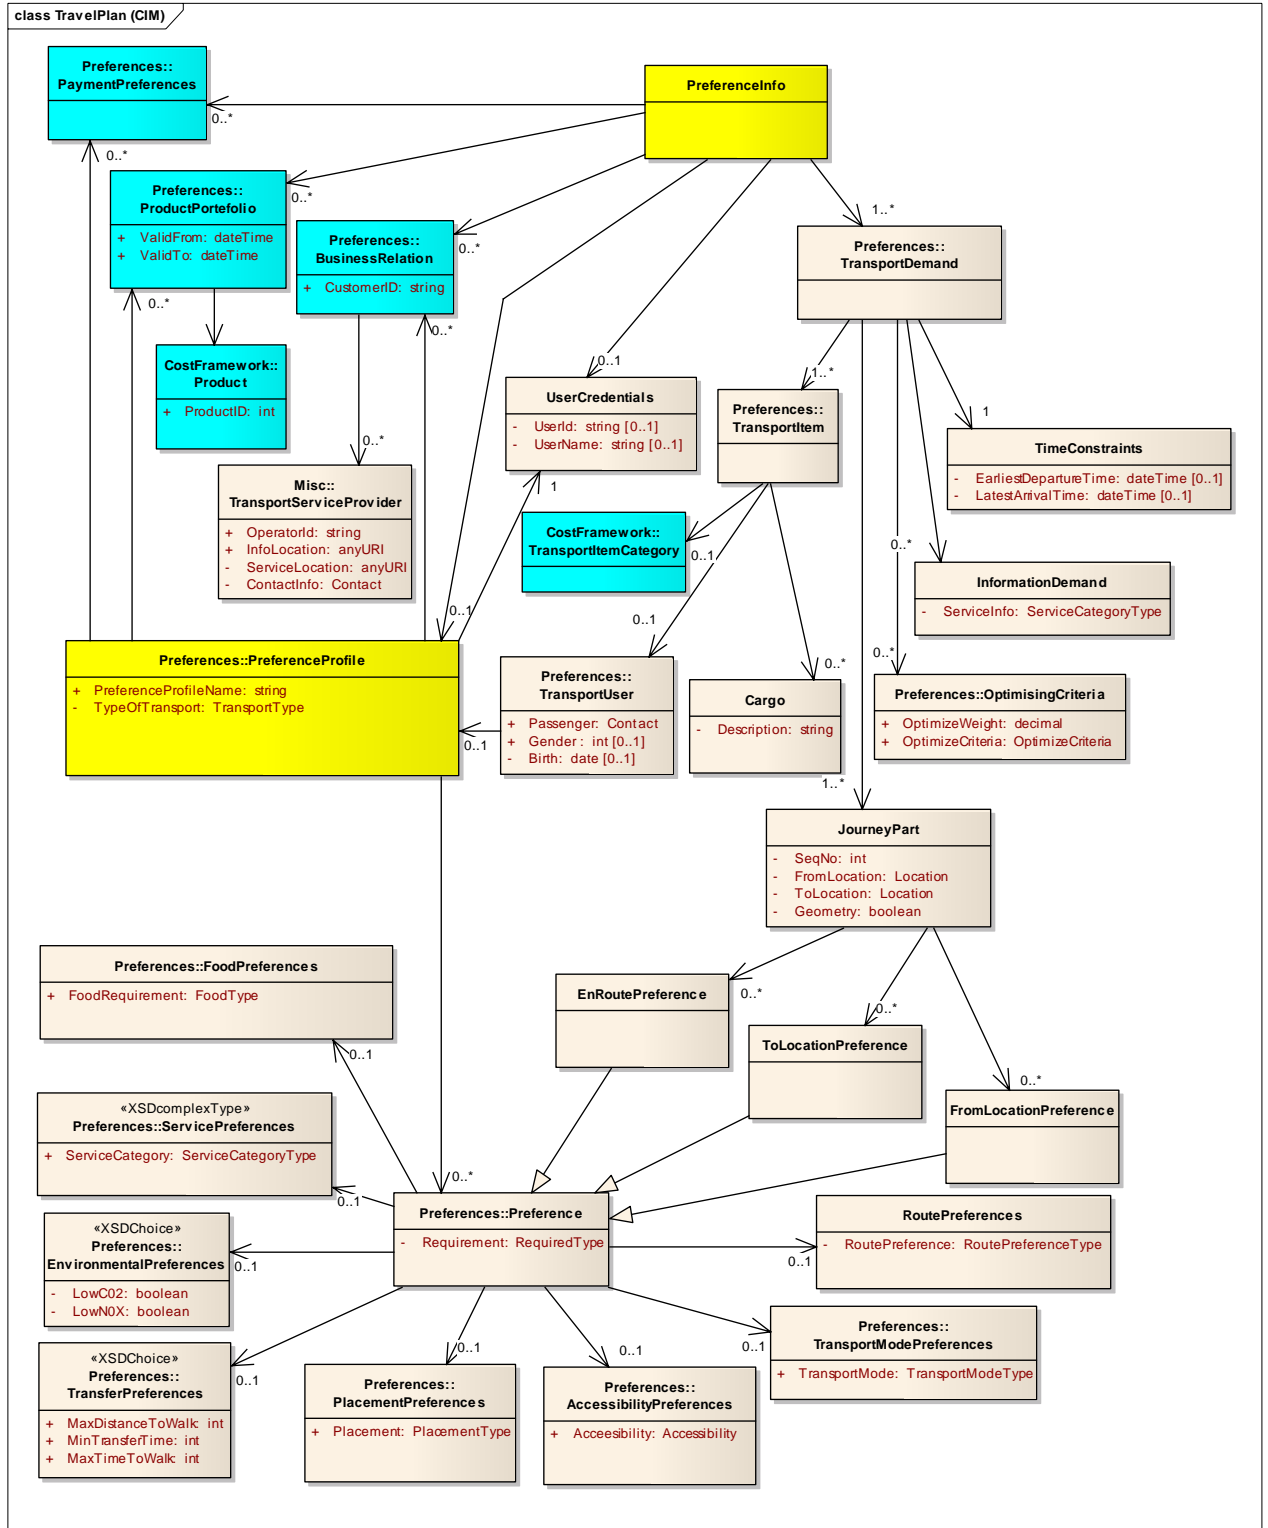 class TravelPlan (CIM)
Preferences::
PaymentPreferences
PreferenceInfo
0..*
0..*
Preferences::
ProductPortefolio
+ ValidFrom: dateTime
+ ValidTo: dateTime
0..*
0..*
Preferences::
BusinessRelation
+ CustomerID: string
0..*
0..*
1..*
Preferences::
TransportDemand
CostFramework::
Product
+ ProductID: int
0..1
UserCredentials
- UserId: string [0..1]
- UserName: string [0..1]
1
1..*
Preferences::
TransportItem
1
TimeConstraints
- EarliestDepartureTime: dateTime [0..1]
- LatestArrivalTime: dateTime [0..1]
0..*
Misc::
TransportServiceProvider
+ OperatorId: string
+ InfoLocation: anyURI
- ServiceLocation: anyURI
- ContactInfo: Contact
CostFramework::
TransportItemCategory
0..1
0..*
InformationDemand
- ServiceInfo: ServiceCategoryType
0..1
0..1
Preferences::PreferenceProfile
+ PreferenceProfileName: string
- TypeOfTransport: TransportType
Preferences::
TransportUser
+ Passenger: Contact
+ Gender: int [0..1]
- Birth: date [0..1]
0..1
0..*
Cargo
- Description: string
0..*
Preferences::OptimisingCriteria
+ OptimizeWeight: decimal
+ OptimizeCriteria: OptimizeCriteria
1..*
JourneyPart
- SeqNo: int
- FromLocation: Location
- ToLocation: Location
- Geometry: boolean
Preferences::FoodPreferences
+ FoodRequirement: FoodType
0..1
EnRoutePreference
0..*
0..*
ToLocationPreference
0..*
FromLocationPreference
«XSDcomplexType»
Preferences::ServicePreferences
+ ServiceCategory: ServiceCategoryType
0..1
0..*
Preferences::Preference
- Requirement: RequiredType
«XSDChoice»
Preferences::
EnvironmentalPreferences
- LowC02: boolean
- LowN0X: boolean
0..1
RoutePreferences
- RoutePreference: RoutePreferenceType
0..1
«XSDChoice»
Preferences::
TransferPreferences
+ MaxDistanceToWalk: int
+ MinTransferTime: int
+ MaxTimeToWalk: int
0..1
0..1
Preferences::
PlacementPreferences
+ Placement: PlacementType
0..1
Preferences::
AccessibilityPreferences
+ Acceesibility: Accessibility
0..1
Preferences::
TransportModePreferences
+ TransportMode: TransportModeType